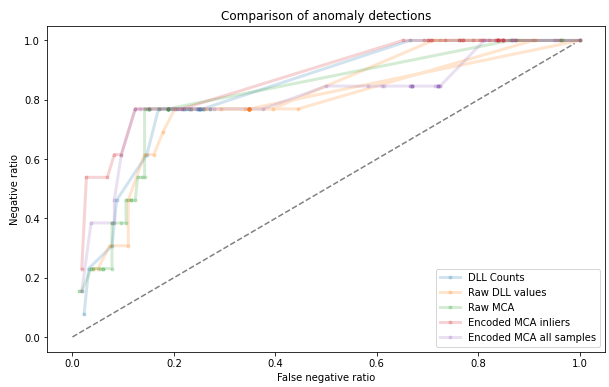 Comparison of anomaly detections
Negative ratio
1.0
0.8
0.6
0.4
0.2
0.0
0.0 0.2 0.4 0.6 0.8 1.0
False negative ratio
DLL Counts
Raw DLL values
Raw MCA
Encoded MCA inliers
Encoded MCA all samples